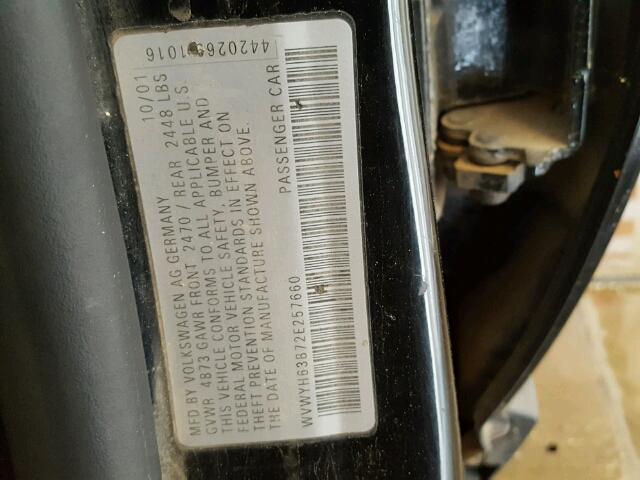 MFD BY VOLKSWAGEN AG GERMANY 10/01
GVWR 4873 GAWR FRONT 2470 / REAR 2448 LBS
THIS VEHICLE CONFORMS TO ALL APPLICABLE U.S.
FEDERAL MOTOR VEHICLE SAFETY, BUMPER AND
THEFT PREVENTION STANDARDS IN EFFECT ON
THE DATE OF MANUFACTURE SHOWN ABOVE.
WVWYH63B72E257660 PASSENGER CAR